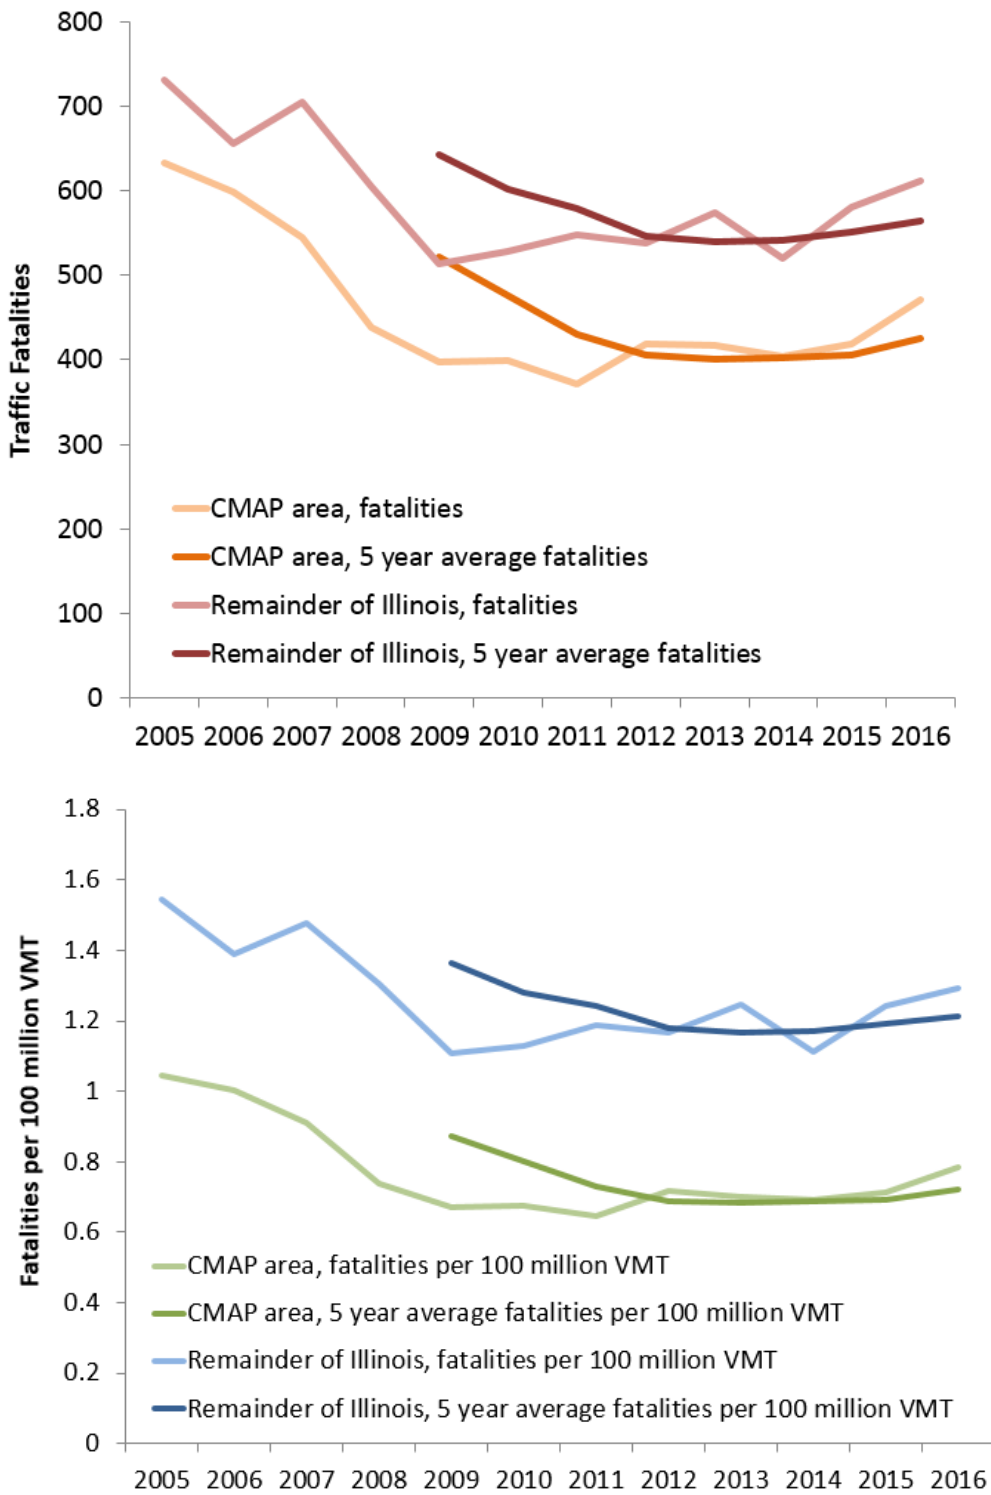 800
700
600
500
400
300
200
100
0
Traffic Fatalities
CMAP area, fatalities
CMAP area, 5 year average fatalities
Remainder of Illinois, fatalities
Remainder of Illinois, 5 year average fatalities
2005 2006 2007 2008 2009 2010 2011 2012 2013 2014 2015 2016
1.8
1.6
1.4
1.2
1
0.8
0.6
0.4
0.2
0
Fatalities per 100 million VMT
CMAP area, fatalities per 100 million VMT
CMAP area, 5 year average fatalities per 100 million VMT
Remainder of Illinois, fatalities per 100 million VMT
Remainder of Illinois, 5 year average fatalities per 100 million VMT
2005 2006 2007 2008 2009 2010 2011 2012 2013 2014 2015 2016